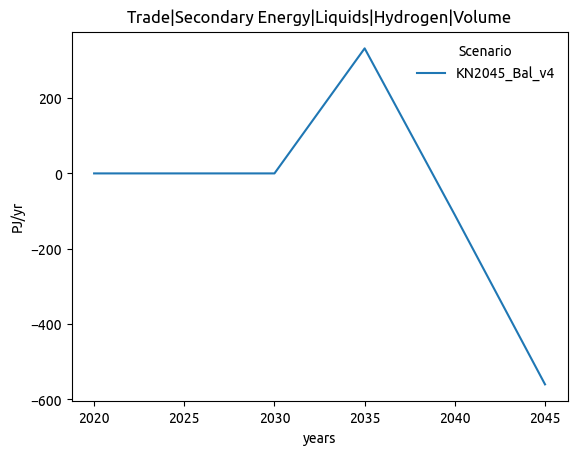 Trade|Secondary Energy|Liquids|Hydrogen|Volume
Scenario
KN2045_Bal_v4
200
0
−200
−400
−600
PJ/yr
2020 2025 2030 2035 2040 2045
years